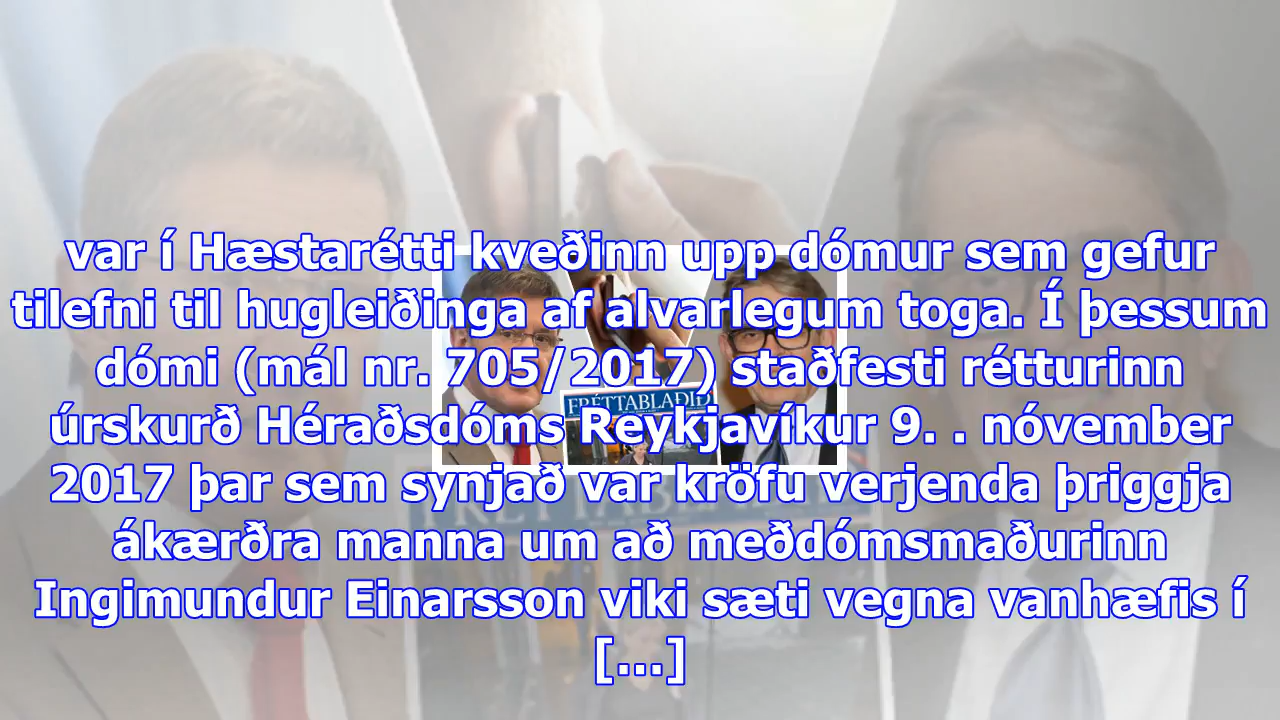 var í Hæstarétti kveðinn upp dómur sem gefur
tilefni til hugleiðinga af alvarlegum toga. Í þessum
dómi (mál nr. 705/2017) staðfesti rétturinn
úrskurð Héraðsdóms Reykjavíkur 9. . nóvember
2017 þar sem synjað var kröfu verjenda þriggja
ákærðra manna um að meðdómsmaðurinn
Ingimundur Einarsson viki sæti vegna vanhæfis í
[...]
FRÉTTABLAÐIÐ
FRÉTTABLAÐIÐ